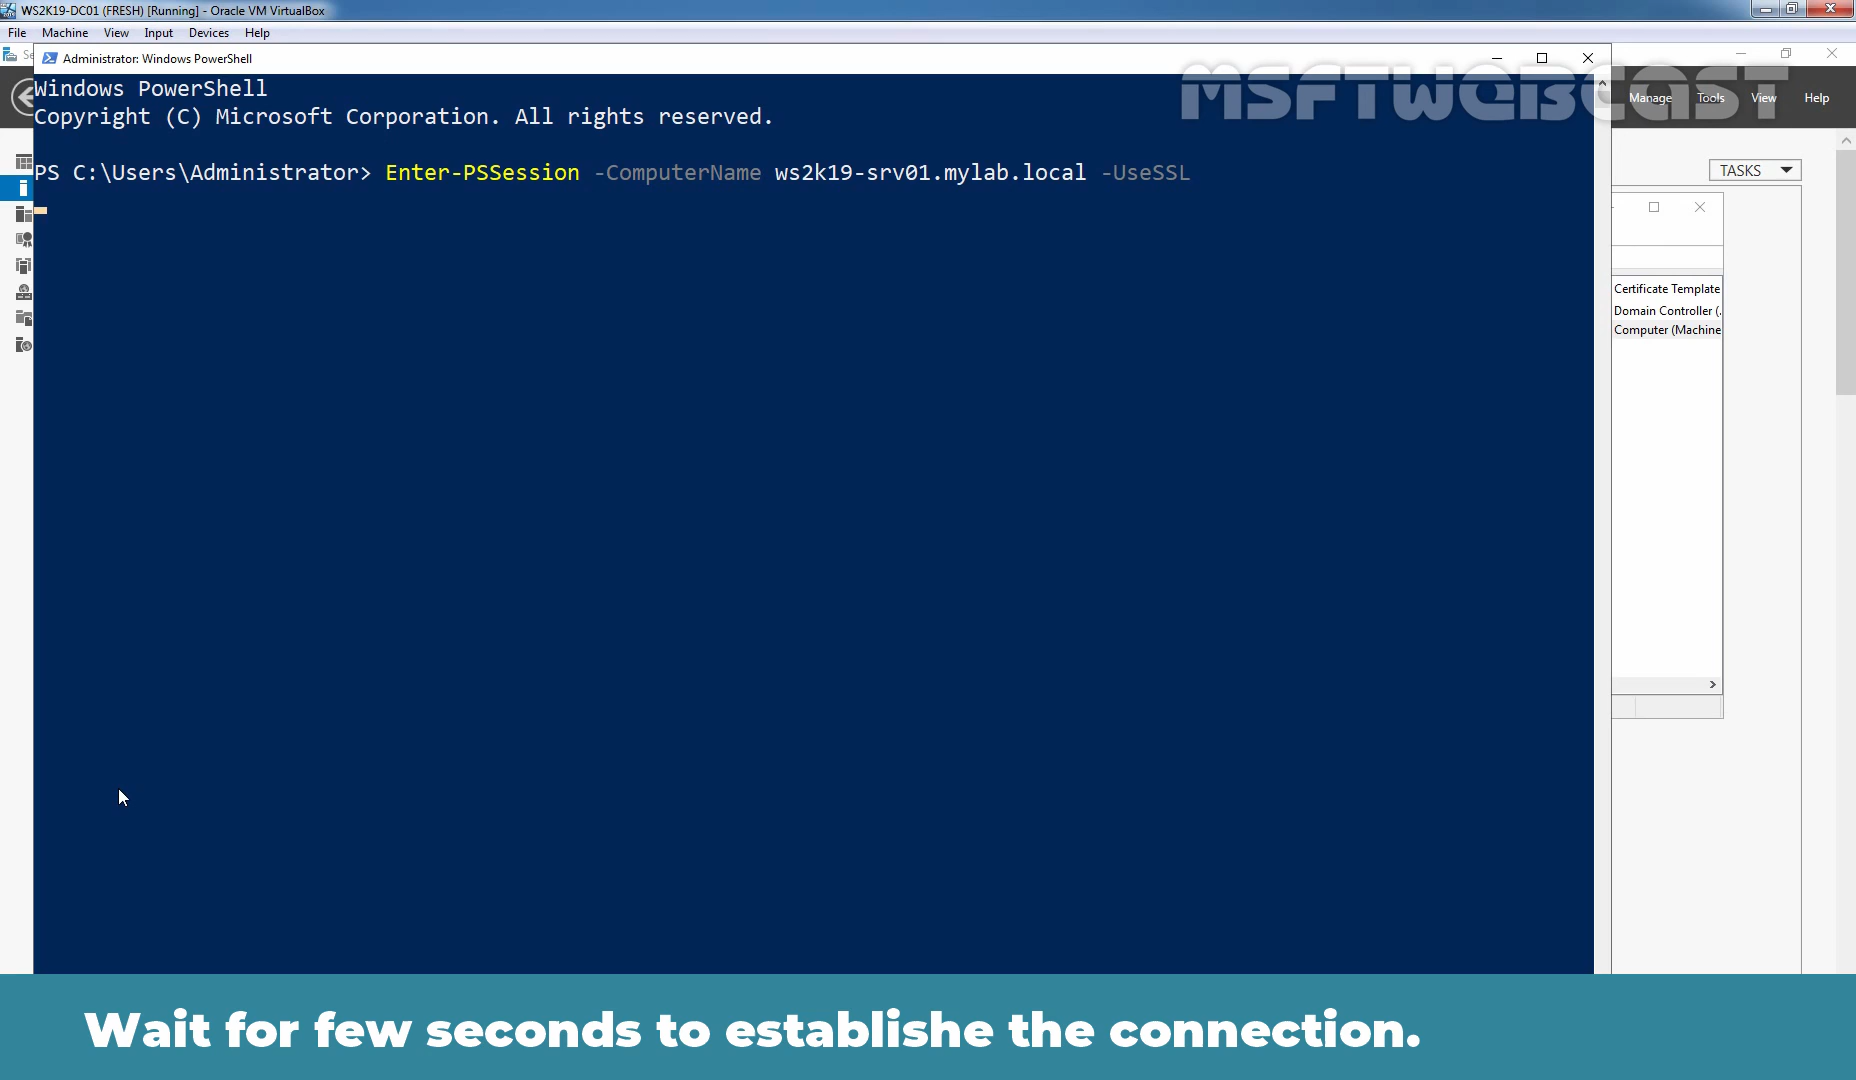 WS2K19-DC01 (FRESH) [Running] - Oracle VM VirtualBox
File Machine View Input Devices Help
Se
Administrator: Windows PowerShell
MSFTWEBCAST
Manage Tools View Help
Windows PowerShell
Copyright (C) Microsoft Corporation. All rights reserved.
PS C:\Users\Administrator> Enter-PSSession -ComputerName ws2k19-srv01.mylab.local -UseSSL
TASKS
Certificate Template
Domain Controller (.
Computer (Machine
Wait for few seconds to establishe the connection.